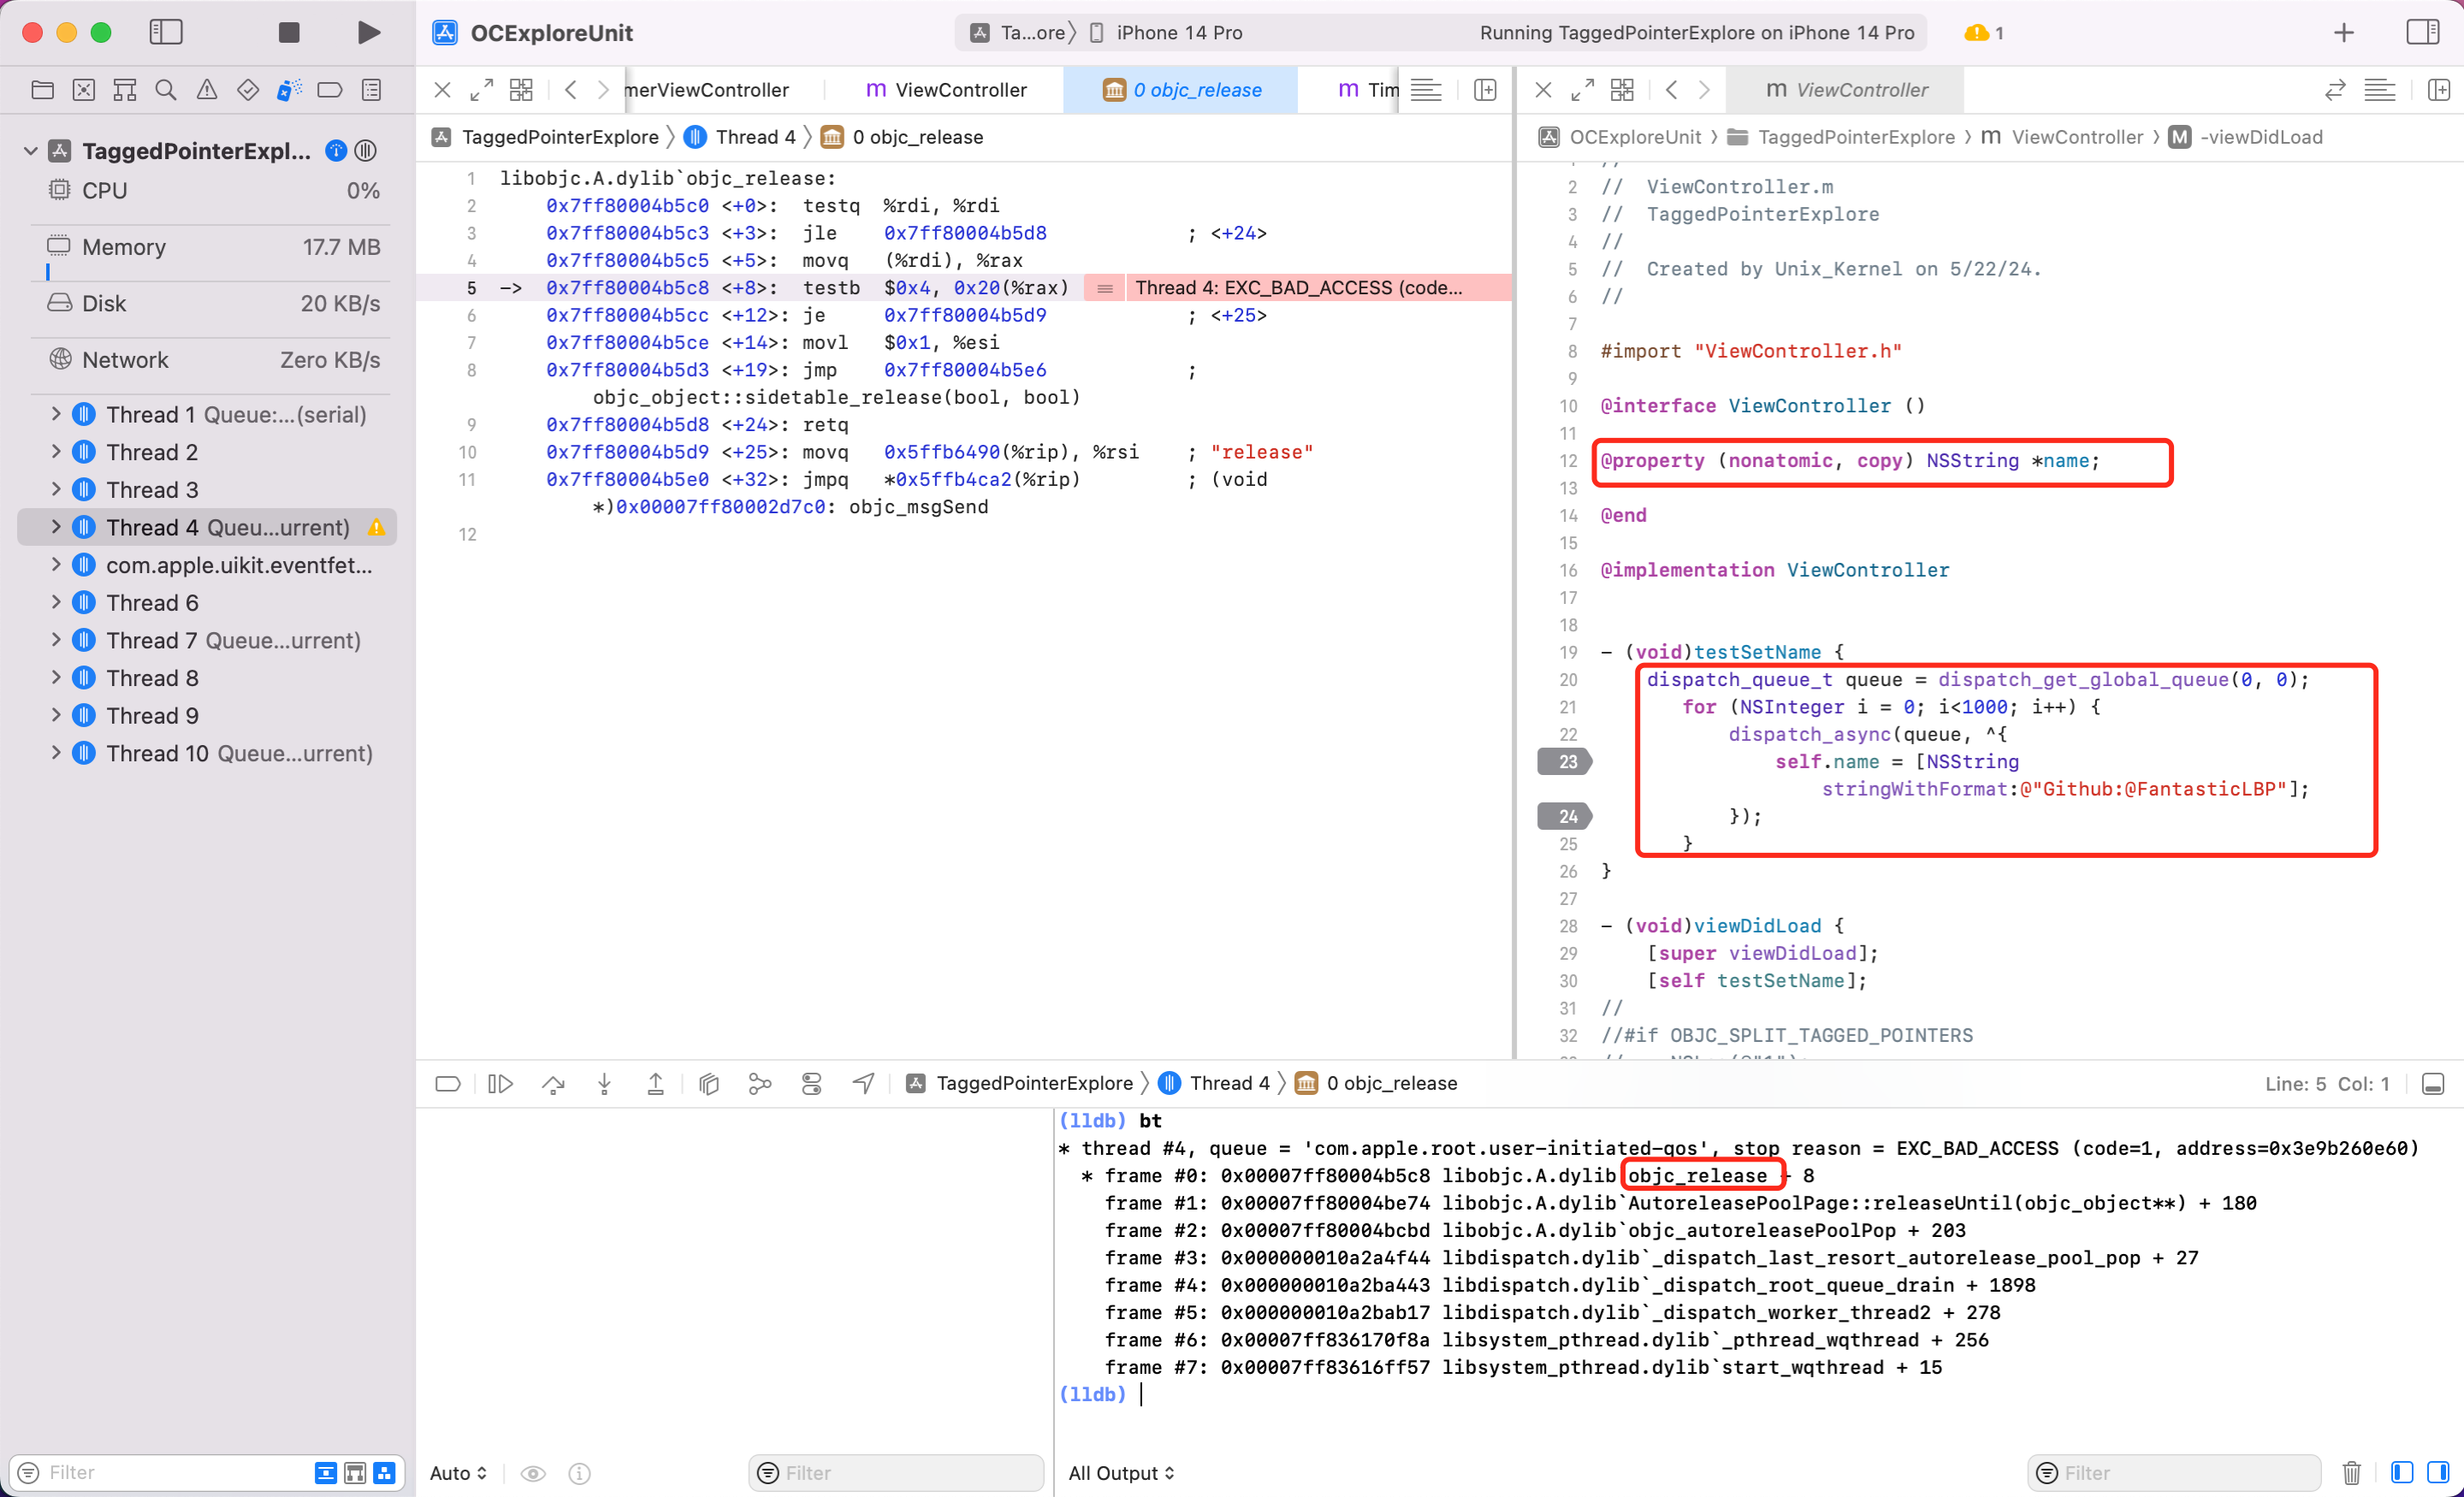 OCExploreUnit
Ta...ore〉 iPhone 14 Pro
Running TaggedPointerExplore on iPhone 14 Pro
1
merViewController
m ViewController
0 objc_release
m Tim
m ViewController
TaggedPointerExpl...
CPU 0%
Memory 17.7 MB
Disk 20 KB/s
Network Zero KB/s
Thread 1 Queue:...(serial)
Thread 2
Thread 3
Thread 4 Queu...urrent)
com.apple.uikit.eventfet...
Thread 6
Thread 7 Queue...urrent)
Thread 8
Thread 9
Thread 10 Queue...urrent)
Filter
TaggedPointerExplore 〉 Thread 4 〉 0 objc_release
1 libobjc.A.dylib`objc_release:
2 0x7ff80004b5c0 <+0>: testq %rdi, %rdi
3 0x7ff80004b5c3 <+3>: jle 0x7ff80004b5d8 ; <+24>
4 0x7ff80004b5c5 <+5>: movq (%rdi), %rax
5 -> 0x7ff80004b5c8 <+8>: testb $0x4, 0x20(%rax) = Thread 4: EXC_BAD_ACCESS (code...
6 0x7ff80004b5cc <+12>: je 0x7ff80004b5d9 ; <+25>
7 0x7ff80004b5ce <+14>: movl $0x1, %esi
8 0x7ff80004b5d3 <+19>: jmp 0x7ff80004b5e6 ;
objc_object::sidetable_release(bool, bool)
9 0x7ff80004b5d8 <+24>: retq
10 0x7ff80004b5d9 <+25>: movq 0x5ffb6490(%rip), %rsi ; "release"
11 0x7ff80004b5e0 <+32>: jmpq *0x5ffb4ca2(%rip) ; (void
*)0x00007ff80002d7c0: objc_msgSend
12
OCExploreUnit 〉 TaggedPointerExplore 〉 m ViewController 〉 M -viewDidLoad
2 //  ViewController.m
3 //  TaggedPointerExplore
4 //
5 //  Created by Unix_Kernel on 5/22/24.
6 //
7
8 #import "ViewController.h"
9
10 @interface ViewController ()
11
12 @property (nonatomic, copy) NSString *name;
13
14 @end
15
16 @implementation ViewController
17
18
19 - (void)testSetName {
20 dispatch_queue_t queue = dispatch_get_global_queue(0, 0);
21 for (NSInteger i = 0; i<1000; i++) {
22 dispatch_async(queue, ^{
23 self.name = [NSString
stringWithFormat:@"Github:@FantasticLBP"];
24 });
25 }
26 }
27
28 - (void)viewDidLoad {
29 [super viewDidLoad];
30 [self testSetName];
31 //
32 //#if OBJC_SPLIT_TAGGED_POINTERS
TaggedPointerExplore 〉 Thread 4 〉 0 objc_release
Line: 5 Col: 1
(lldb) bt
* thread #4, queue = 'com.apple.root.user-initiated-qos', stop reason = EXC_BAD_ACCESS (code=1, address=0x3e9b260e60)
* frame #0: 0x00007ff80004b5c8 libobjc.A.dylib`objc_release + 8
frame #1: 0x00007ff80004be74 libobjc.A.dylib`AutoreleasePoolPage::releaseUntil(objc_object**) + 180
frame #2: 0x00007ff80004bcbd libobjc.A.dylib`objc_autoreleasePoolPop + 203
frame #3: 0x000000010a2a4f44 libdispatch.dylib`_dispatch_last_resort_autorelease_pool_pop + 27
frame #4: 0x000000010a2ba443 libdispatch.dylib`_dispatch_root_queue_drain + 1898
frame #5: 0x000000010a2bab17 libdispatch.dylib`_dispatch_worker_thread2 + 278
frame #6: 0x00007ff836170f8a libsystem_pthread.dylib`_pthread_wqthread + 256
frame #7: 0x00007ff83616ff57 libsystem_pthread.dylib`start_wqthread + 15
(lldb)
Auto
Filter
All Output
Filter